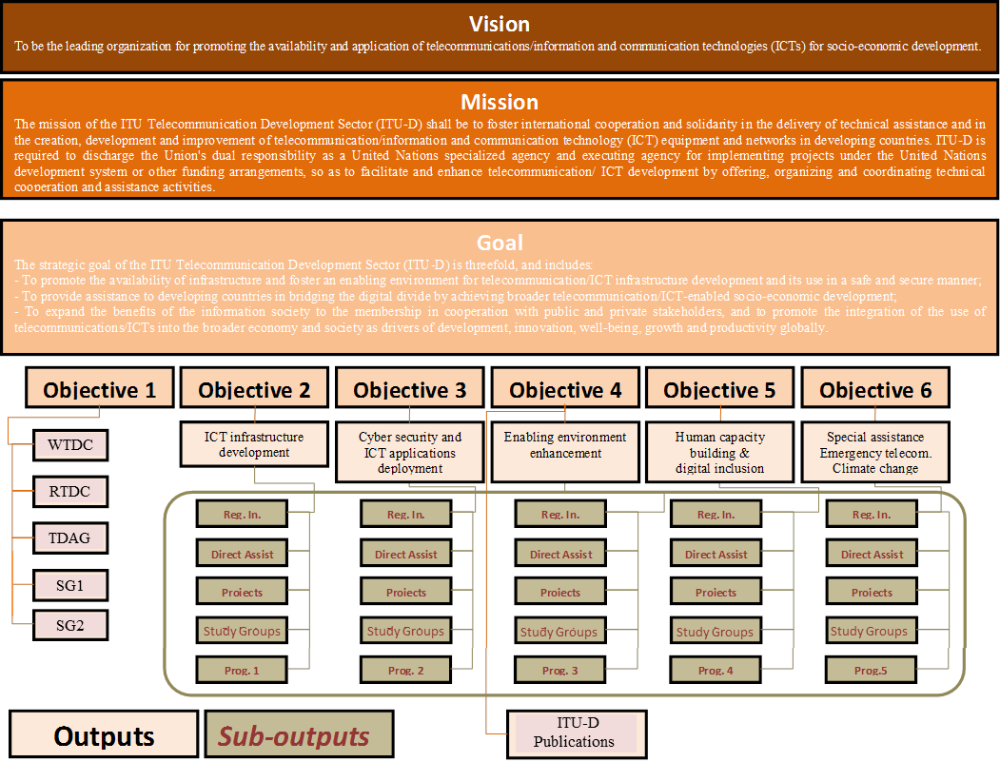 Vision
To be the leading organization for promoting the availability and application of telecommunications/information and communication technologies (ICTs) for socio-economic development.
Mission
The mission of the ITU Telecommunication Development Sector (ITU-D) shall be to foster international cooperation and solidarity in the delivery of technical assistance and in
the creation, development and improvement of telecommunication/information and communication technology (ICT) equipment and networks in developing countries. ITU-D is
required to discharge the Union's dual responsibility as a United Nations specialized agency and executing agency for implementing projects under the United Nations
development system or other funding arrangements, so as to facilitate and enhance telecommunication/ ICT development by offering, organizing and coordinating technical
cooperation and assistance activities.
Goal
The strategic goal of the ITU Telecommunication Development Sector (ITU-D) is threefold, and includes:
- To promote the availability of infrastructure and foster an enabling environment for telecommunication/ICT infrastructure development and its use in a safe and secure manner;
- To provide assistance to developing countries in bridging the digital divide by achieving broader telecommunication/ICT-enabled socio-economic development;
- To expand the benefits of the information society to the membership in cooperation with public and private stakeholders, and to promote the integration of the use of
telecommunications/ICTs into the broader economy and society as drivers of development, innovation, well-being, growth and productivity globally.
Objective 1
Objective 2
Objective 3
Objective 4
Objective 5
Objective 6
WTDC
RTDC
TDAG
SG1
SG2
ICT infrastructure
development
Cyber security and
ICT applications
deployment
Enabling environment
enhancement
Human capacity
building &
digital inclusion
Special assistance
Emergency telecom.
Climate change
Reg. In.
Reg. In.
Reg. In.
Reg. In.
Reg. In.
Direct Assist
Direct Assist
Direct Assist
Direct Assist
Direct Assist
Projects
Projects
Projects
Projects
Projects
Study Groups
Study Groups
Study Groups
Study Groups
Study Groups
Prog. 1
Prog. 2
Prog. 3
Prog. 4
Prog.5
Outputs
Sub-outputs
ITU-D
Publications